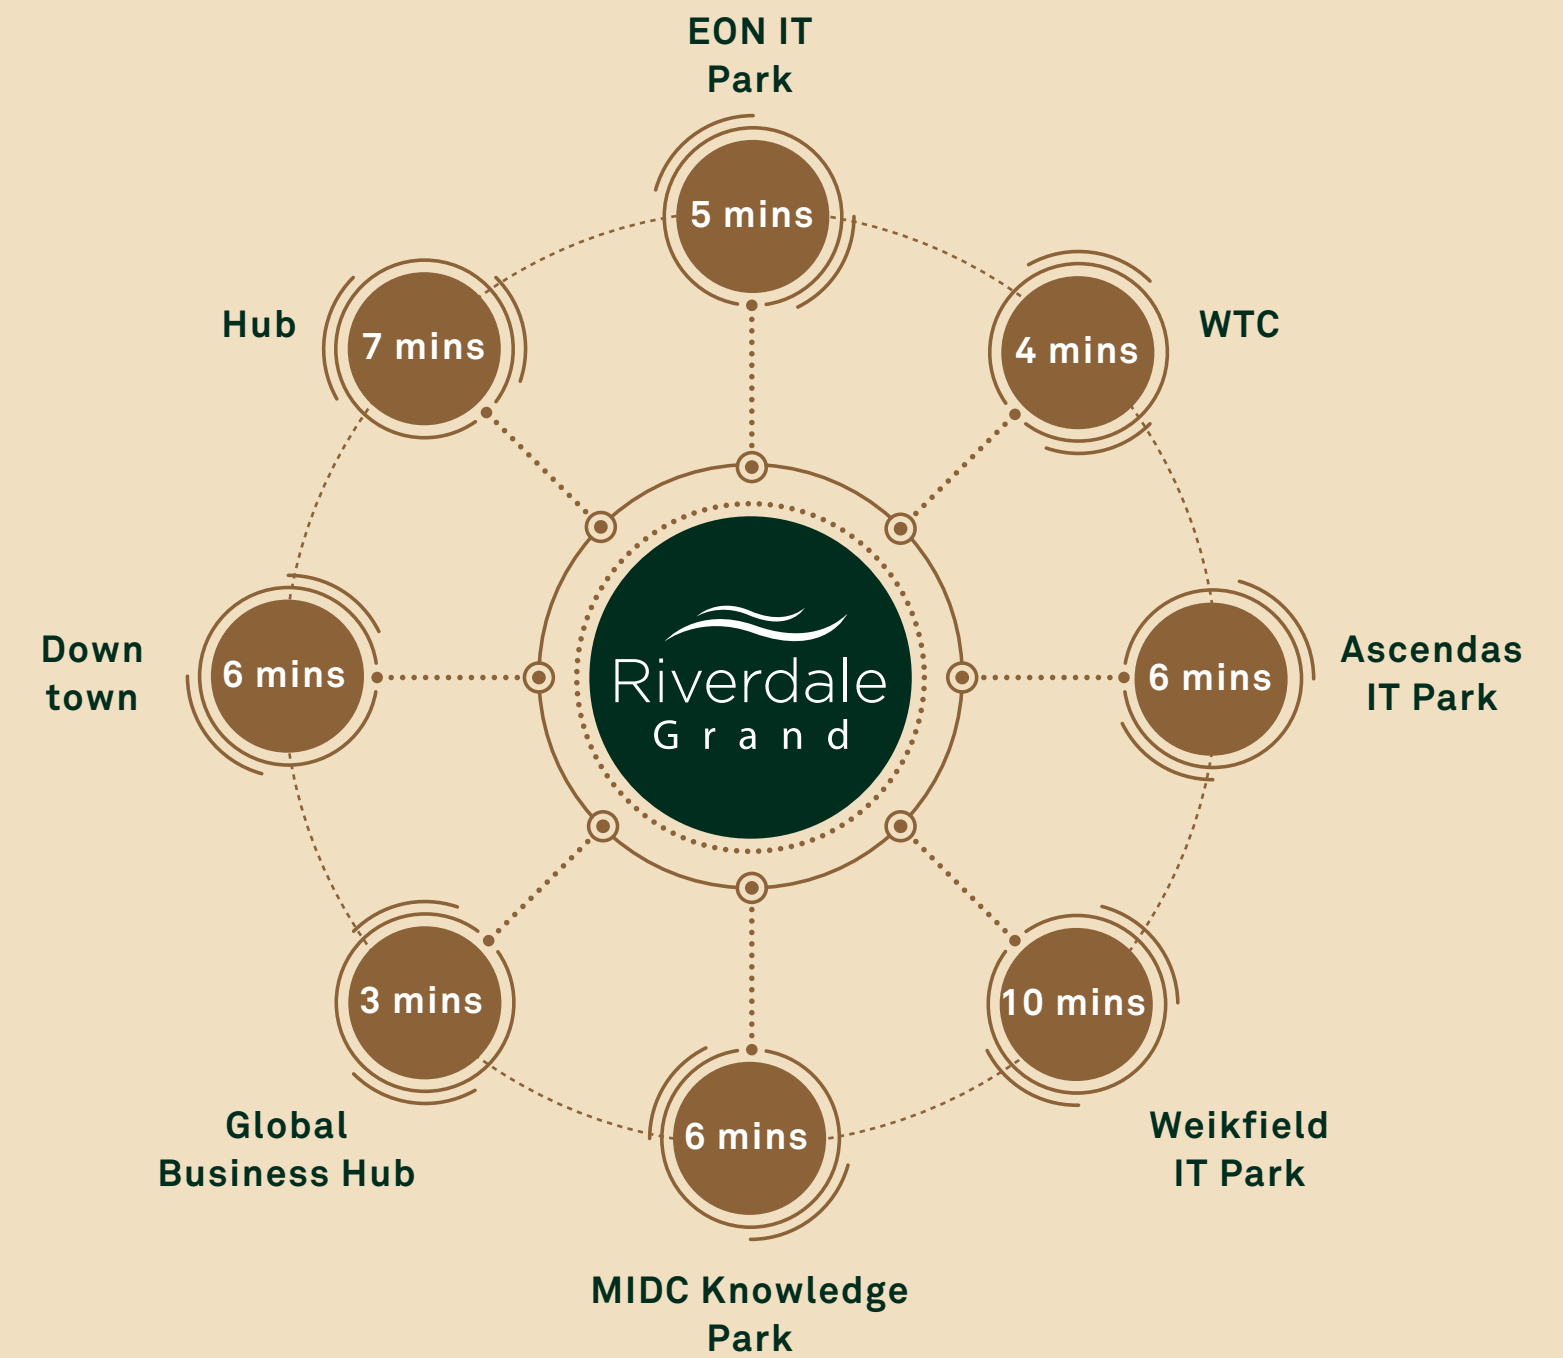 EON IT
Park
5 mins
Hub
7 mins
WTC
4 mins
Down
town
6 mins
Riverdale
Grand
Ascendas
IT Park
6 mins
3 mins
Global
Business Hub
10 mins
Weikfield
IT Park
6 mins
MIDC Knowledge
Park